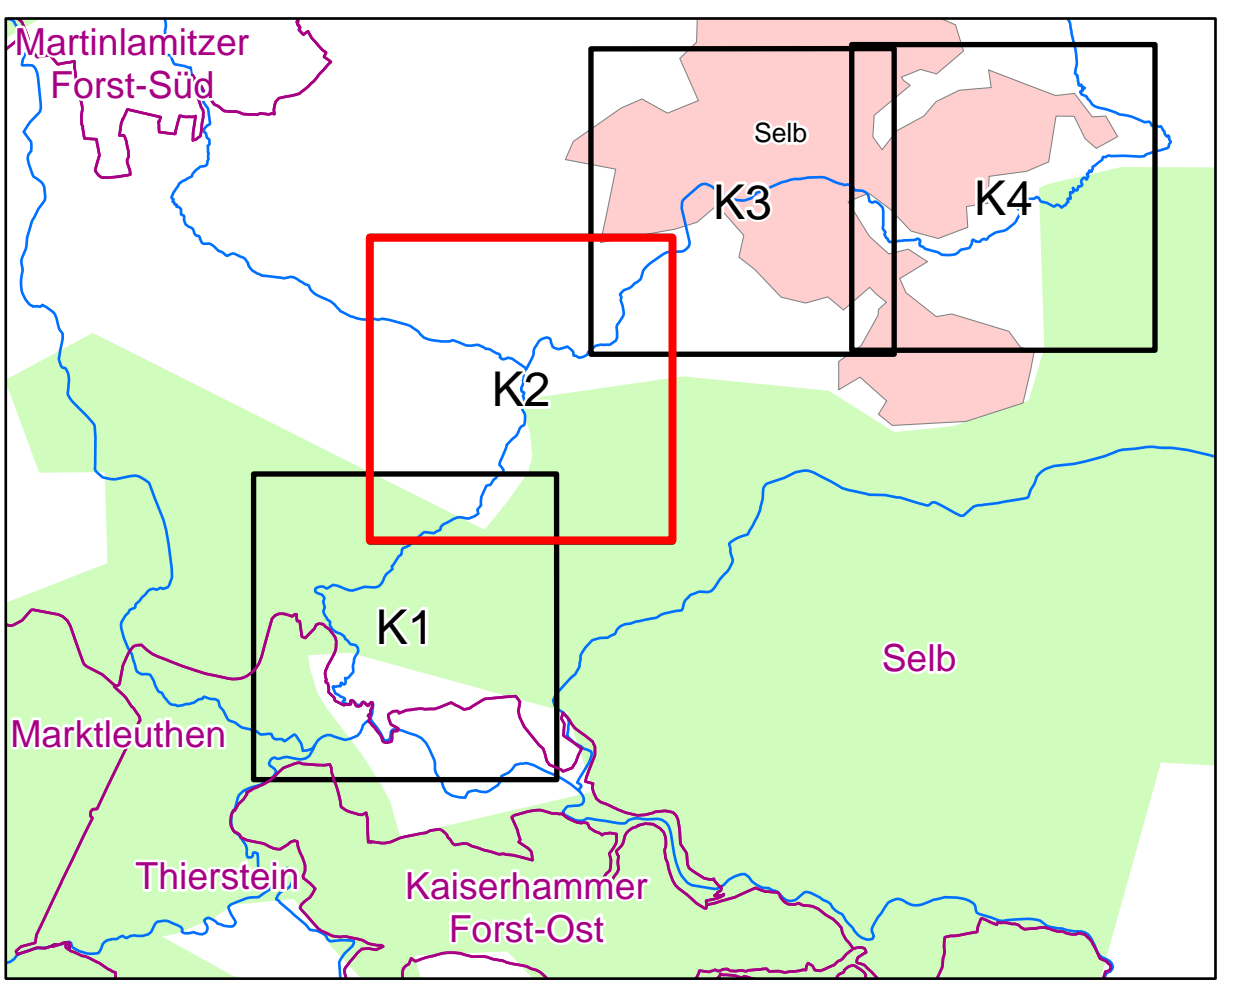 Martinlamitzer
Forst-Süd
Selb
K3
K4
K2
K1
Selb
Marktleuthen
Thierstein
Kaiserhammer
Forst-Ost